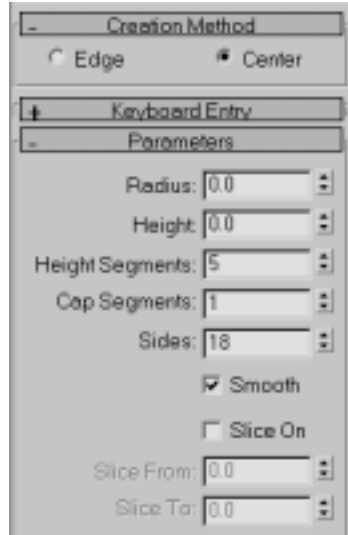 - Creation Method
Edge Center
+ Keyboard Entry
- Parameters
Radius: 0.0
Height: 0.0
Height Segments: 5
Cap Segments: 1
Sides: 18
Smooth
Slice On
Slice From: 0.0
Slice To: 0.0